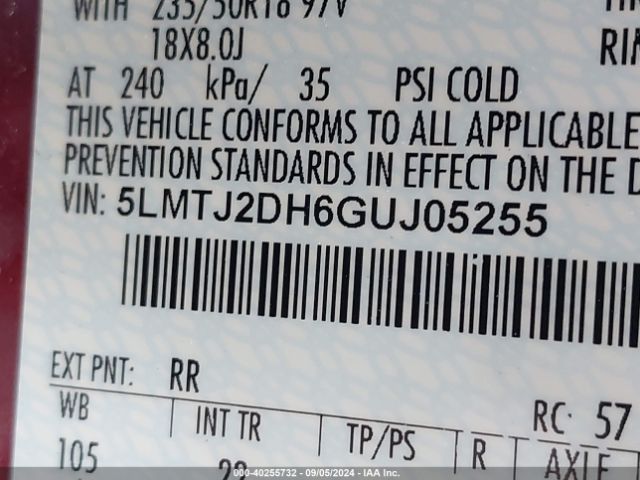 WITH 235/50R18 97V
18X8.0J RI
AT 240 kPa/ 35 PSI COLD
THIS VEHICLE CONFORMS TO ALL APPLICABLE
PREVENTION STANDARDS IN EFFECT ON THE D
VIN: 5LMTJ2DH6GUJ05255
EXT PNT: RR
RC: 57
WB INT TR TP/PS R AXLE
105
40255732 - 09/05/2024 - IAA Inc.